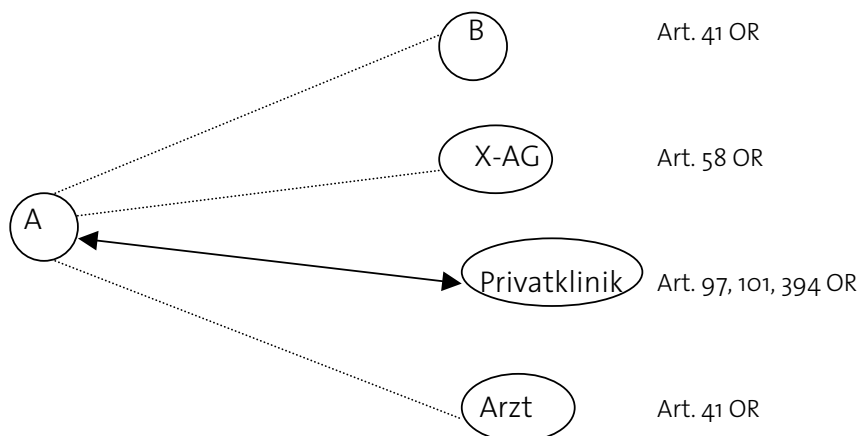 B Art. 41 OR
X-AG Art. 58 OR
A
Privatklinik Art. 97, 101, 394 OR
Arzt Art. 41 OR